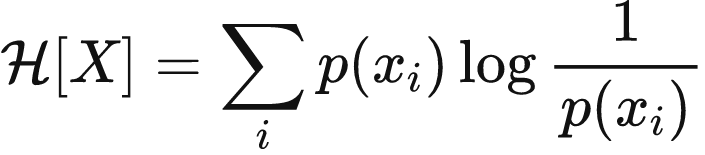 ℋ[X] = ∑_i p(x_i) log 1/p(x_i)